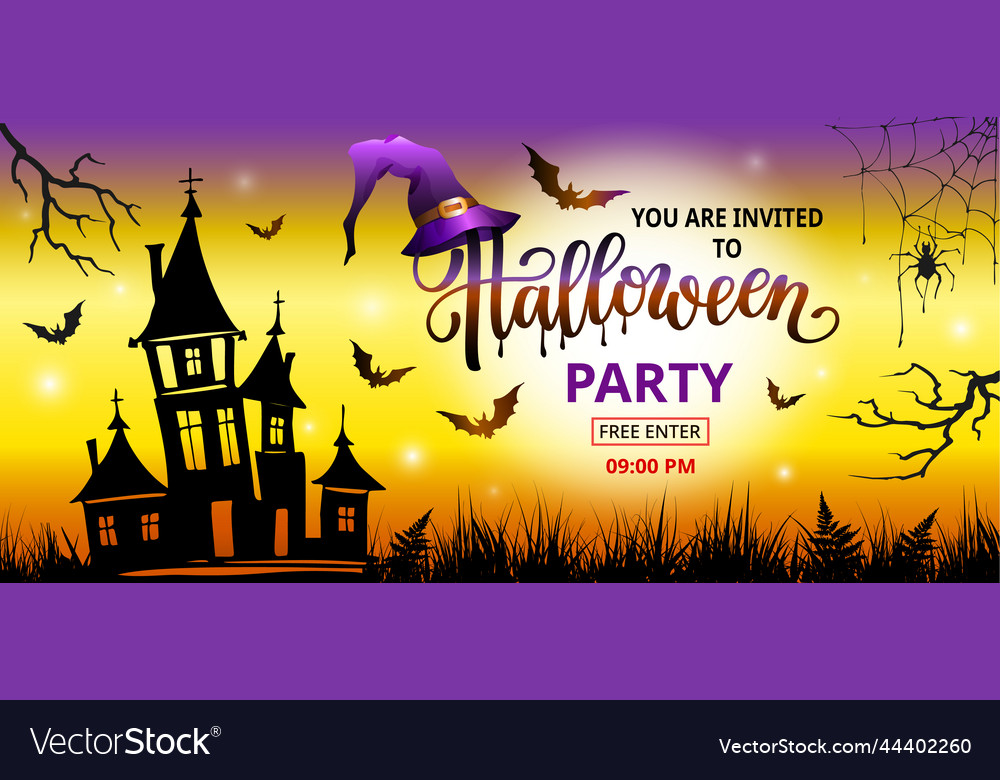 YOU ARE INVITED
TO
Halloween
PARTY
FREE ENTER
09:00 PM
VectorStock®
VectorStock.com/44402260